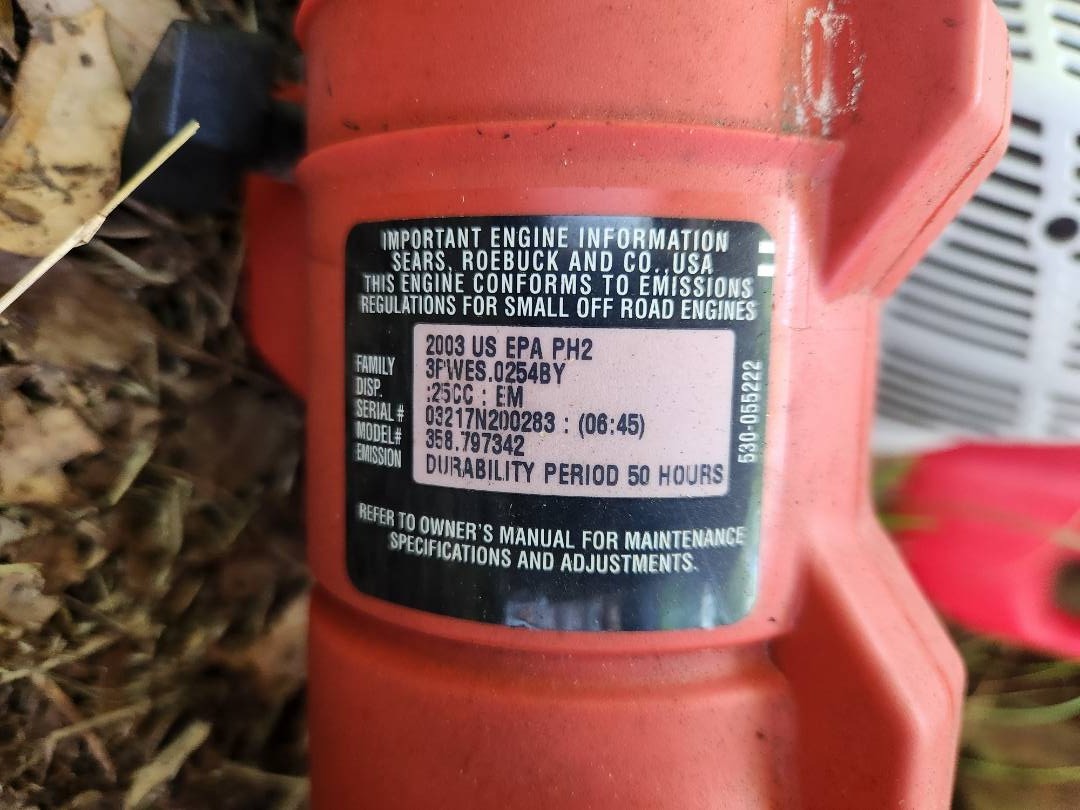 IMPORTANT ENGINE INFORMATION
SEARS, ROEBUCK AND CO., USA
THIS ENGINE CONFORMS TO EMISSIONS
REGULATIONS FOR SMALL OFF ROAD ENGINES
2003 US EPA PH2
FAMILY 3PWES.0254BY
DISP. :25CC : EM
SERIAL # 03217N200283 : (06:45)
MODEL# 358.797342
EMISSION DURABILITY PERIOD 50 HOURS
530-055222
REFER TO OWNER'S MANUAL FOR MAINTENANCE
SPECIFICATIONS AND ADJUSTMENTS.